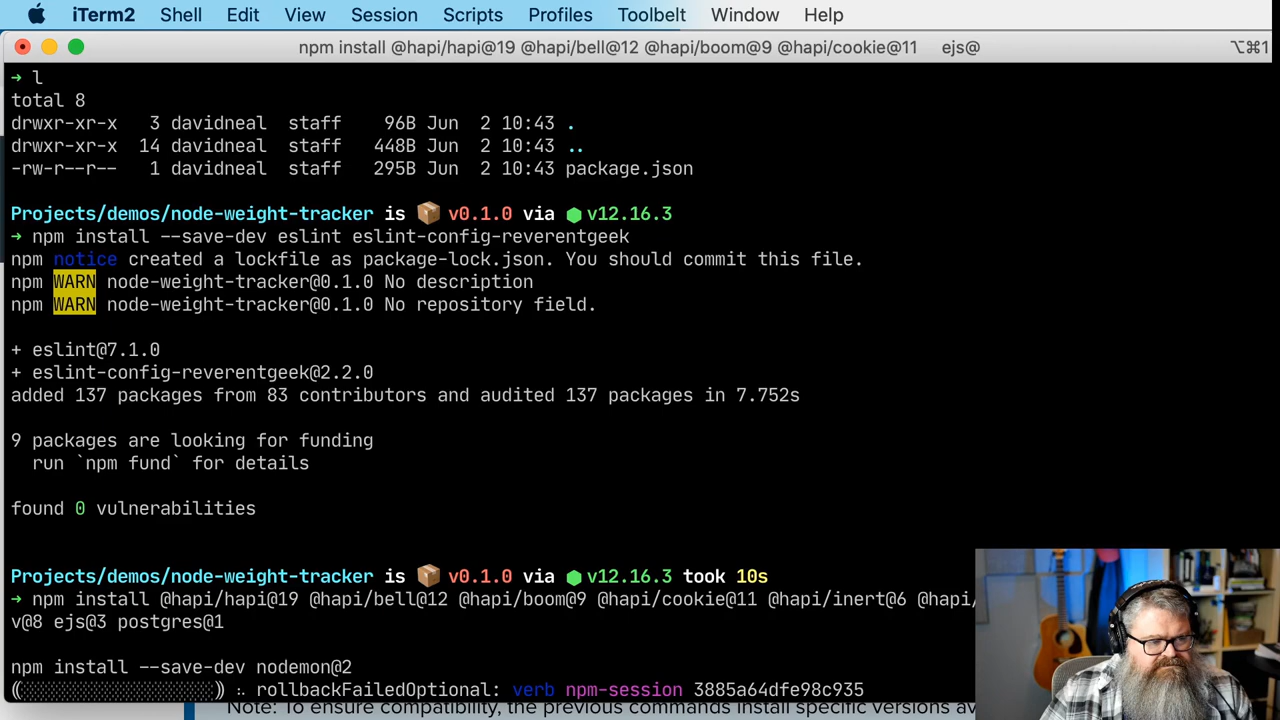 iTerm2 Shell Edit View Session Scripts Profiles Toolbelt Window Help
npm install @hapi/hapi@19 @hapi/bell@12 @hapi/boom@9 @hapi/cookie@11 ejs@ ⌥⌘1
➜ l
total 8
drwxr-xr-x 3 davidneal staff 96B Jun 2 10:43 .
drwxr-xr-x 14 davidneal staff 448B Jun 2 10:43 ..
-rw-r--r-- 1 davidneal staff 295B Jun 2 10:43 package.json
Projects/demos/node-weight-tracker is 📦 v0.1.0 via ⬢ v12.16.3
➜ npm install --save-dev eslint eslint-config-reverentgeek
npm notice created a lockfile as package-lock.json. You should commit this file.
npm WARN node-weight-tracker@0.1.0 No description
npm WARN node-weight-tracker@0.1.0 No repository field.
+ eslint@7.1.0
+ eslint-config-reverentgeek@2.2.0
added 137 packages from 83 contributors and audited 137 packages in 7.752s
9 packages are looking for funding
run `npm fund` for details
found 0 vulnerabilities
Projects/demos/node-weight-tracker is 📦 v0.1.0 via ⬢ v12.16.3 took 10s
➜ npm install @hapi/hapi@19 @hapi/bell@12 @hapi/boom@9 @hapi/cookie@11 @hapi/inert@6 @hapi/
v@8 ejs@3 postgres@1
npm install --save-dev nodemon@2
rollbackFailedOptional: verb npm-session 3885a64dfe98c935
Note: To ensure compatibility, the previous commands install specific versions